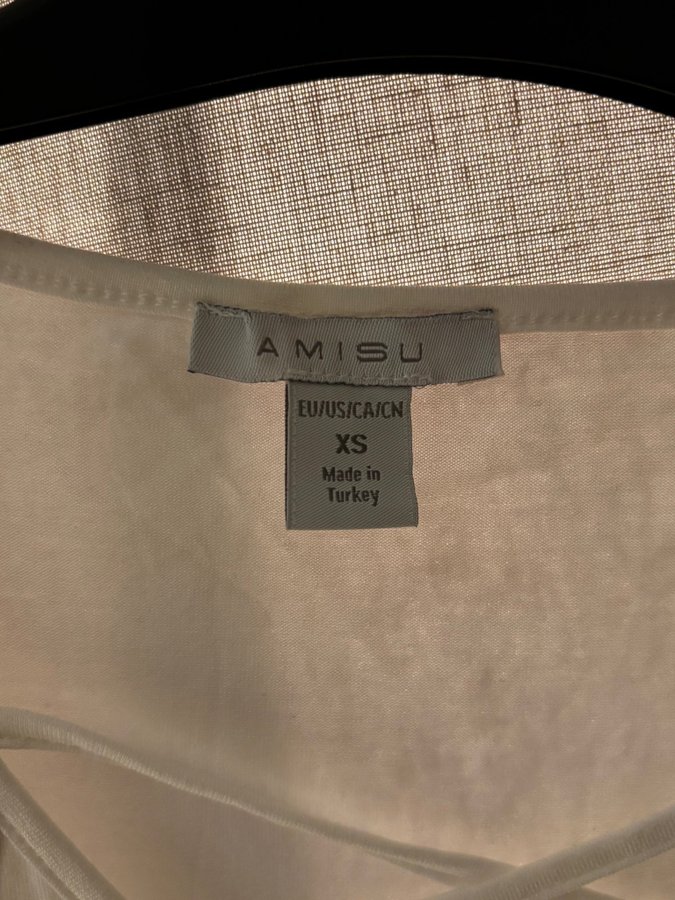 AMISU
EU/US/CA/CN
XS
Made in
Turkey